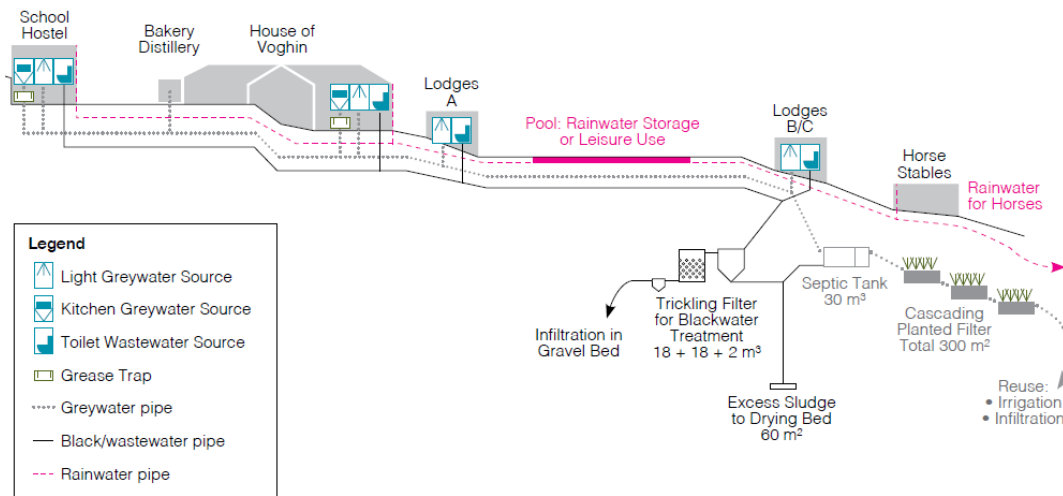 School
Hostel
Bakery
Distillery
House of
Voghin
Lodges
A
Pool: Rainwater Storage
or Leisure Use
Lodges
B/C
Horse
Stables
Rainwater
for Horses
Legend
Light Greywater Source
Kitchen Greywater Source
Toilet Wastewater Source
Grease Trap
Greywater pipe
Black/wastewater pipe
Rainwater pipe
Infiltration in
Gravel Bed
Trickling Filter
for Blackwater
Treatment
18 + 18 + 2 m³
Septic Tank
30 m³
Cascading
Planted Filter
Total 300 m²
Excess Sludge
to Drying Bed
60 m²
Reuse:
• Irrigation
• Infiltration